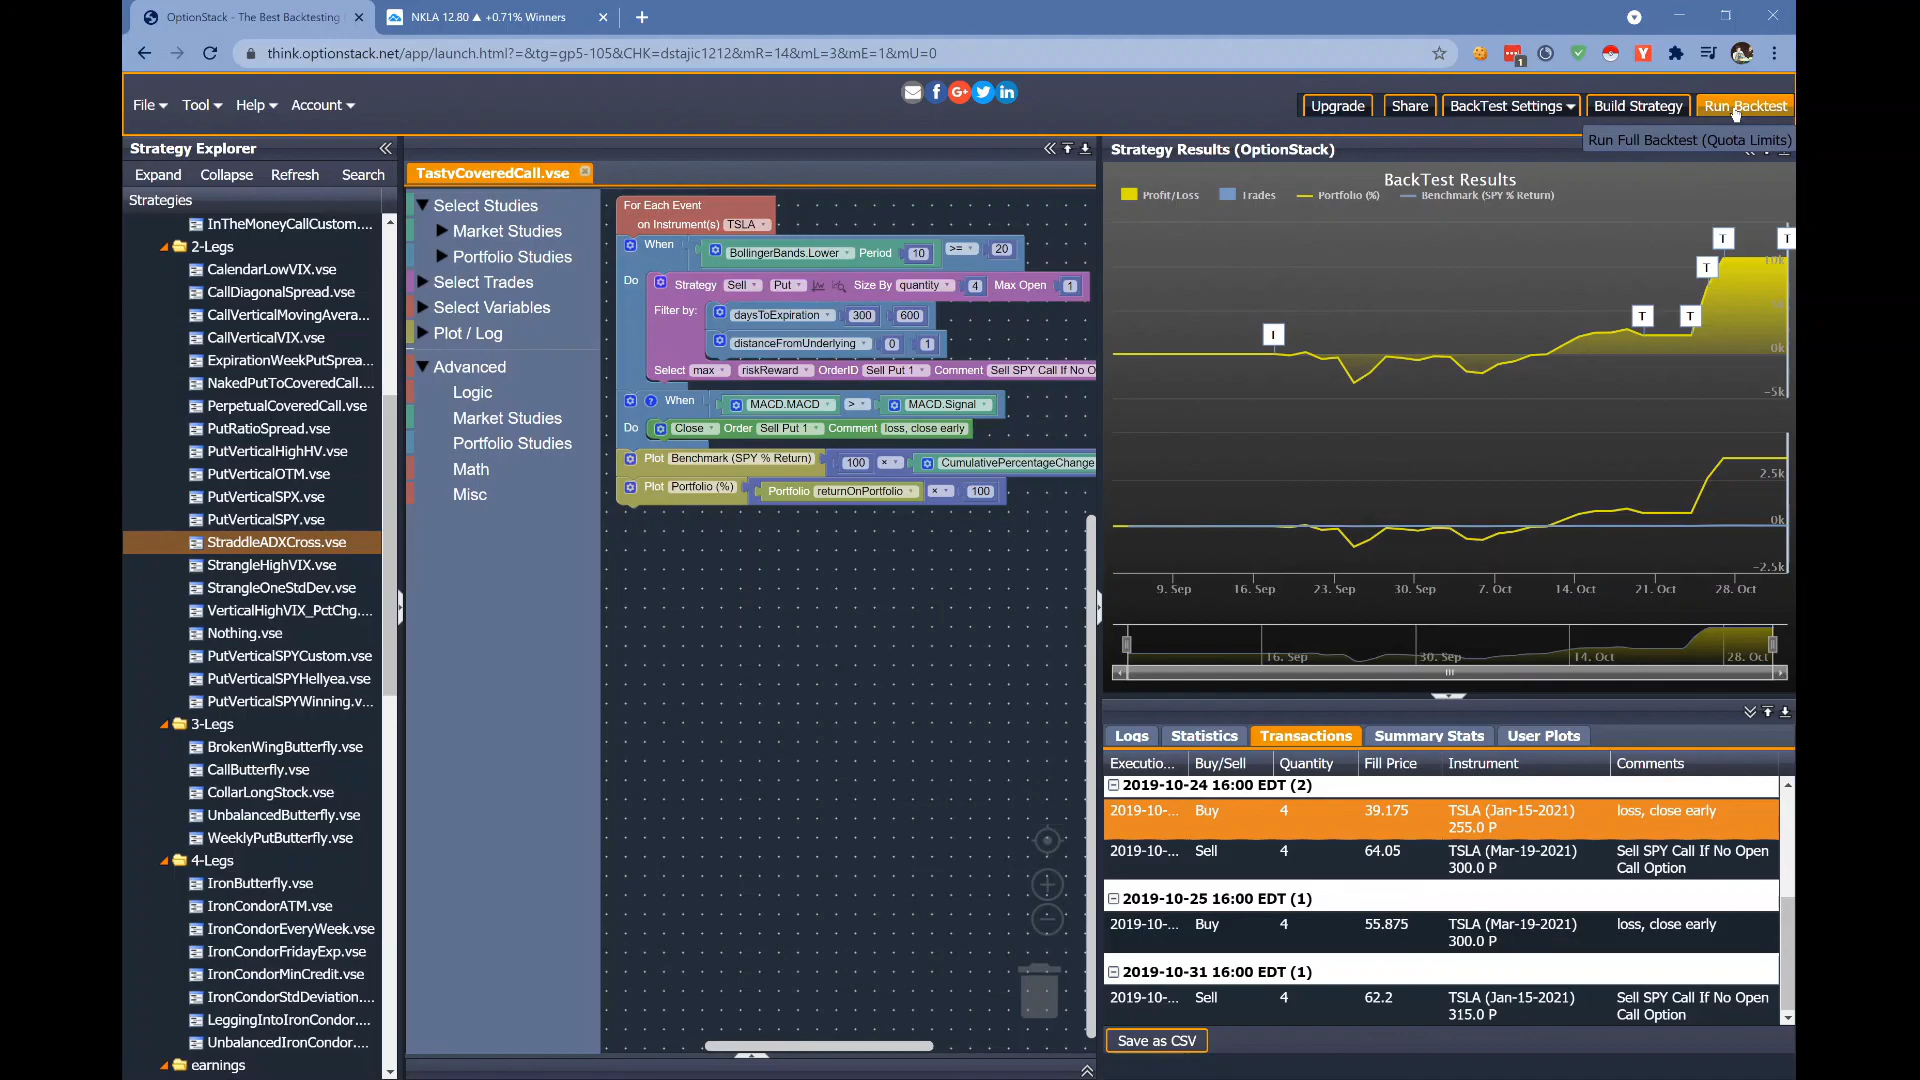 OptionStack - The Best Backtesting
NKLA 12.80 ▲ +0.71% Winners
think.optionstack.net/app/launch.html?=&tg=gp5-105&CHK=dstajic1212&mR=14&mL=3&mE=1&mU=0
File
Tool
Help
Account
Upgrade
Share
BackTest Settings
Build Strategy
Run Backtest
Run Full Backtest (Quota Limits)
Strategy Explorer
Expand
Collapse
Refresh
Search
Strategies
InTheMoneyCallCustom....
2-Legs
CalendarLowVIX.vse
CallDiagonalSpread.vse
CallVerticalMovingAvera...
CallVerticalVIX.vse
ExpirationWeekPutSprea...
NakedPutToCoveredCall....
PerpetualCoveredCall.vse
PutRatioSpread.vse
PutVerticalHighHV.vse
PutVerticalOTM.vse
PutVerticalSPX.vse
PutVerticalSPY.vse
StraddleADXCross.vse
StrangleHighVIX.vse
StrangleOneStdDev.vse
VerticalHighVIX_PctChg....
Nothing.vse
PutVerticalSPYCustom.vse
PutVerticalSPYHellyea.vse
PutVerticalSPYWinning.v...
3-Legs
BrokenWingButterfly.vse
CallButterfly.vse
CollarLongStock.vse
UnbalancedButterfly.vse
WeeklyPutButterfly.vse
4-Legs
IronButterfly.vse
IronCondorATM.vse
IronCondorEveryWeek.vse
IronCondorFridayExp.vse
IronCondorMinCredit.vse
IronCondorStdDeviation....
LeggingIntoIronCondor....
UnbalancedIronCondor....
earnings
TastyCoveredCall.vse
Select Studies
Market Studies
Portfolio Studies
Select Trades
Select Variables
Plot / Log
Advanced
Logic
Market Studies
Portfolio Studies
Math
Misc
For Each Event
on Instrument(s) TSLA
When BollingerBands.Lower Period 10 >= 20
Do Strategy Sell Put Size By quantity 4 Max Open 1
Filter by: daysToExpiration 300 600
distanceFromUnderlying 0 1
Select max riskReward OrderID Sell Put 1 Comment Sell SPY Call If No O
? When MACD.MACD > MACD.Signal
Do Close Order Sell Put 1 Comment loss, close early
Plot Benchmark (SPY % Return) 100 × CumulativePercentageChange
Plot Portfolio (%) Portfolio returnOnPortfolio × 100
Strategy Results (OptionStack)
BackTest Results
Profit/Loss
Trades
Portfolio (%)
Benchmark (SPY % Return)
T
T
T
T
T
T
10k
0k
-5k
2.5k
0k
-2.5k
9. Sep
16. Sep
23. Sep
30. Sep
7. Oct
14. Oct
21. Oct
28. Oct
16. Sep
30. Sep
14. Oct
28. Oct
Logs
Statistics
Transactions
Summary Stats
User Plots
Executio...
Buy/Sell
Quantity
Fill Price
Instrument
Comments
2019-10-24 16:00 EDT (2)
2019-10-... Buy 4 39.175 TSLA (Jan-15-2021) loss, close early
255.0 P
2019-10-... Sell 4 64.05 TSLA (Mar-19-2021) Sell SPY Call If No Open
300.0 P Call Option
2019-10-25 16:00 EDT (1)
2019-10-... Buy 4 55.875 TSLA (Mar-19-2021) loss, close early
300.0 P
2019-10-31 16:00 EDT (1)
2019-10-... Sell 4 62.2 TSLA (Jan-15-2021) Sell SPY Call If No Open
315.0 P Call Option
Save as CSV